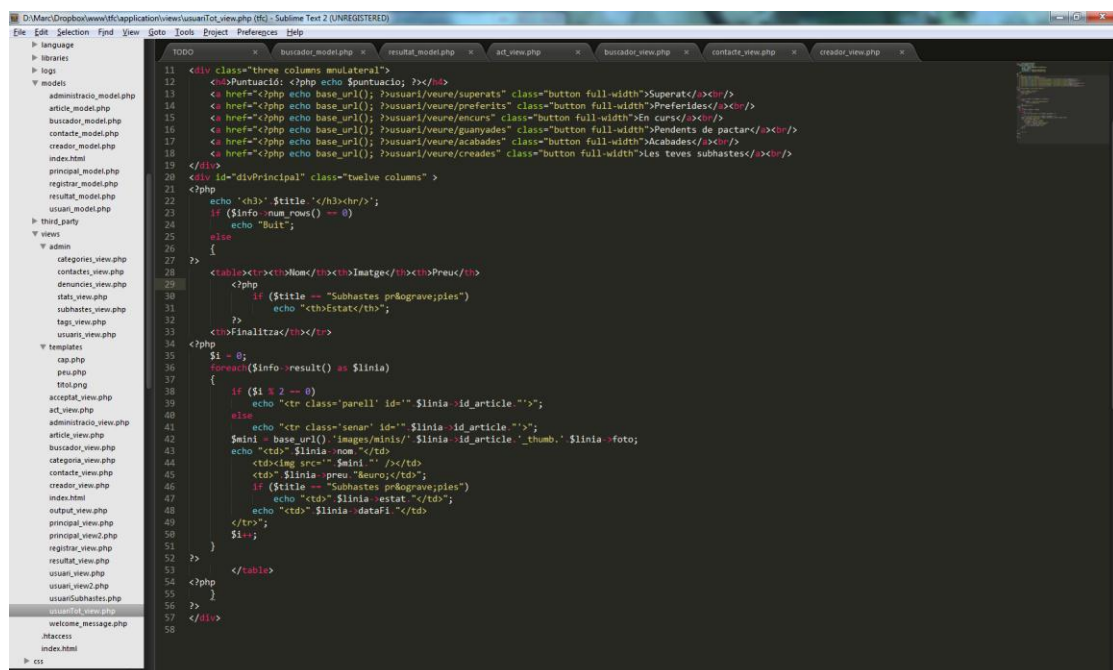 D:\Marc\Dropbox\www\tfc\application\views\usuariTot_view.php (tfc) - Sublime Text 2 (UNREGISTERED)
File Edit Selection Find View Goto Tools Project Preferences Help
language
libraries
logs
models
administracio_model.php
article_model.php
buscador_model.php
contacte_model.php
creador_model.php
index.html
principal_model.php
registrar_model.php
resultat_model.php
usuari_model.php
third_party
views
admin
categories_view.php
contactes_view.php
denuncies_view.php
stats_view.php
subhastes_view.php
tags_view.php
usuaris_view.php
templates
cap.php
peu.php
titol.png
acceptat_view.php
act_view.php
administracio_view.php
article_view.php
buscador_view.php
categoria_view.php
contacte_view.php
creador_view.php
index.html
output_view.php
principal_view.php
principal_view2.php
registrar_view.php
resultat_view.php
usuari_view.php
usuari_view2.php
usuariSubhastes.php
usuariTot_view.php
welcome_message.php
.htaccess
index.html
css
TODO x buscador_model.php x resultat_model.php x act_view.php x buscador_view.php x contacte_view.php x creador_view.php x
11 <div class="three columns mnuLateral">
12 <h4>Puntuació: <?php echo $puntuacio; ?></h4>
13 <a href="<?php echo base_url(); ?>usuari/veure/superats" class="button full-width">Superat</a><br/>
14 <a href="<?php echo base_url(); ?>usuari/veure/preferits" class="button full-width">Preferides</a><br/>
15 <a href="<?php echo base_url(); ?>usuari/veure/encurs" class="button full-width">En curs</a><br/>
16 <a href="<?php echo base_url(); ?>usuari/veure/guanyades" class="button full-width">Pendents de pactar</a><br/>
17 <a href="<?php echo base_url(); ?>usuari/veure/acabades" class="button full-width">Acabades</a><br/>
18 <a href="<?php echo base_url(); ?>usuari/veure/creades" class="button full-width">Les teves subhastes</a><br/>
19 </div>
20 <div id="divPrincipal" class="twelve columns" >
21 <?php
22 echo '<h3>'.$title.'</h3><hr/>';
23 if ($info->num_rows() == 0)
24 echo "Buit";
25 else
26 {
27 ?>
28 <table><tr><th>Nom</th><th>Imatge</th><th>Preu</th>
29 <?php
30 if ($title == "Subhastes pr&ograve;pies")
31 echo "<th>Estat</th>";
32 ?>
33 <th>Finalitza</th></tr>
34 <?php
35 $i = 0;
36 foreach($info->result() as $linia)
37 {
38 if ($i % 2 == 0)
39 echo "<tr class='parell' id='".$linia->id_article."'>";
40 else
41 echo "<tr class='senar' id='".$linia->id_article."'>";
42 $mini = base_url().'images/minis/'.$linia->id_article.'_thumb.'.$linia->foto;
43 echo "<td>".$linia->nom."</td>
44 <td><img src='".$mini."' /></td>
45 <td>".$linia->preu."&euro;</td>";
46 if ($title == "Subhastes pr&ograve;pies")
47 echo "<td>".$linia->estat."</td>";
48 echo "<td>".$linia->dataFi."</td>
49 </tr>";
50 $i++;
51 }
52 ?>
53 </table>
54 <?php
55 }
56 ?>
57 </div>
58